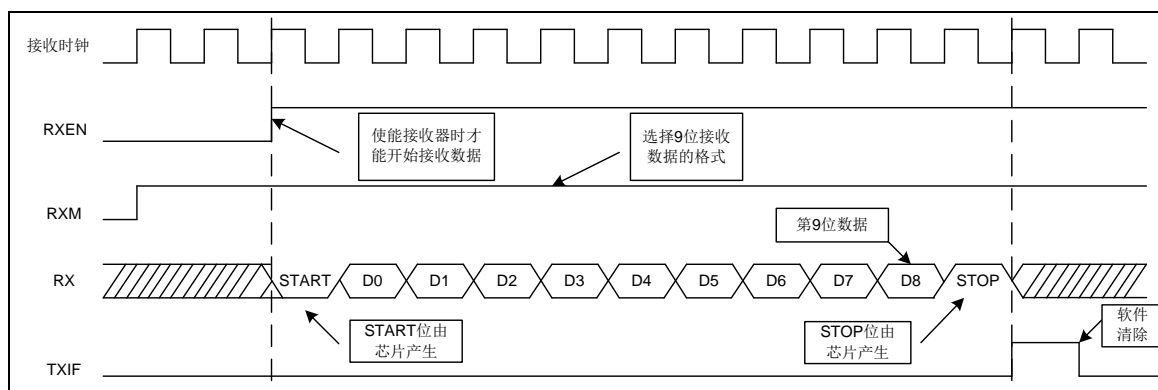 接收时钟
RXEN
使能接收器时才
能开始接收数据
选择9位接收
数据的格式
RXM
第9位数据
RX
START
D0
D1
D2
D3
D4
D5
D6
D7
D8
STOP
START位由
芯片产生
STOP位由
芯片产生
软件
清除
TXIF